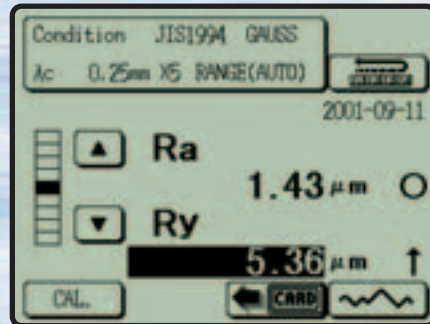 Condition JIS1994 GAUSS
λc 0.25mm X5 RANGE(AUTO)
2001-09-11
▲ Ra
1.43 μm ○
▼ Ry
5.36 μm ↑
CAL. CARD